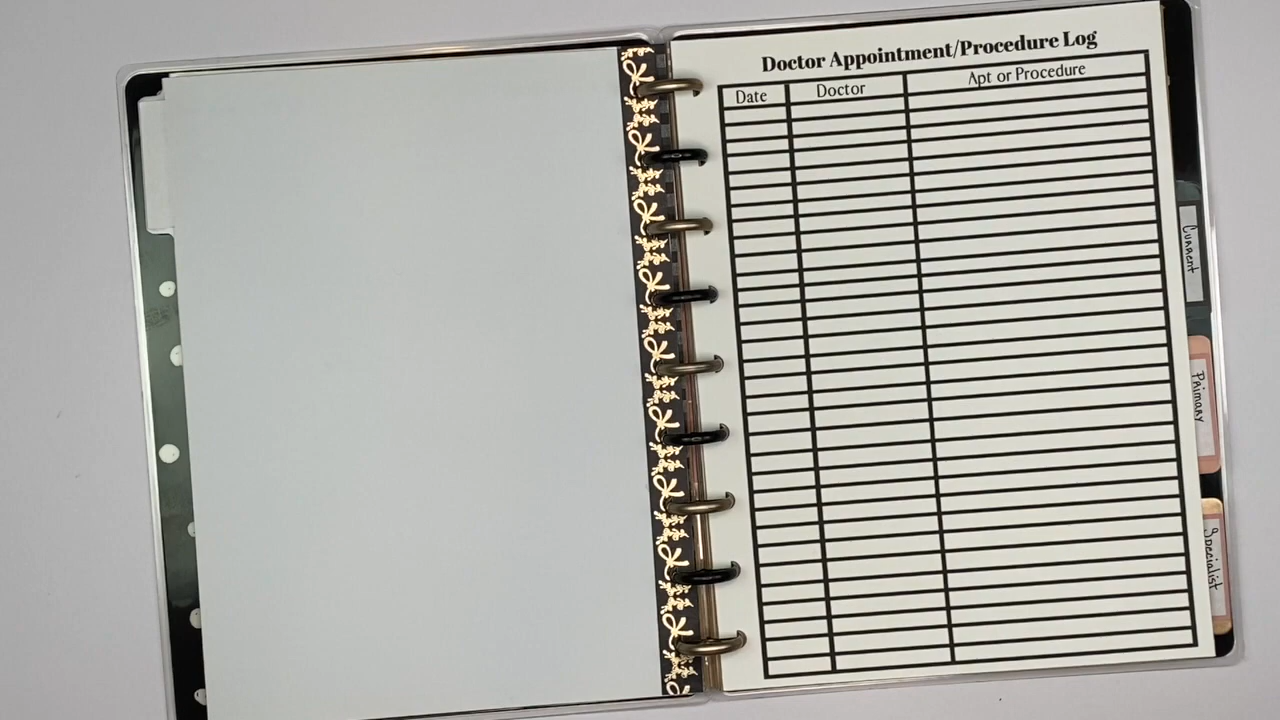 Doctor Appointment/Procedure Log
Date Doctor Apt or Procedure
Current
Primary
Specialist